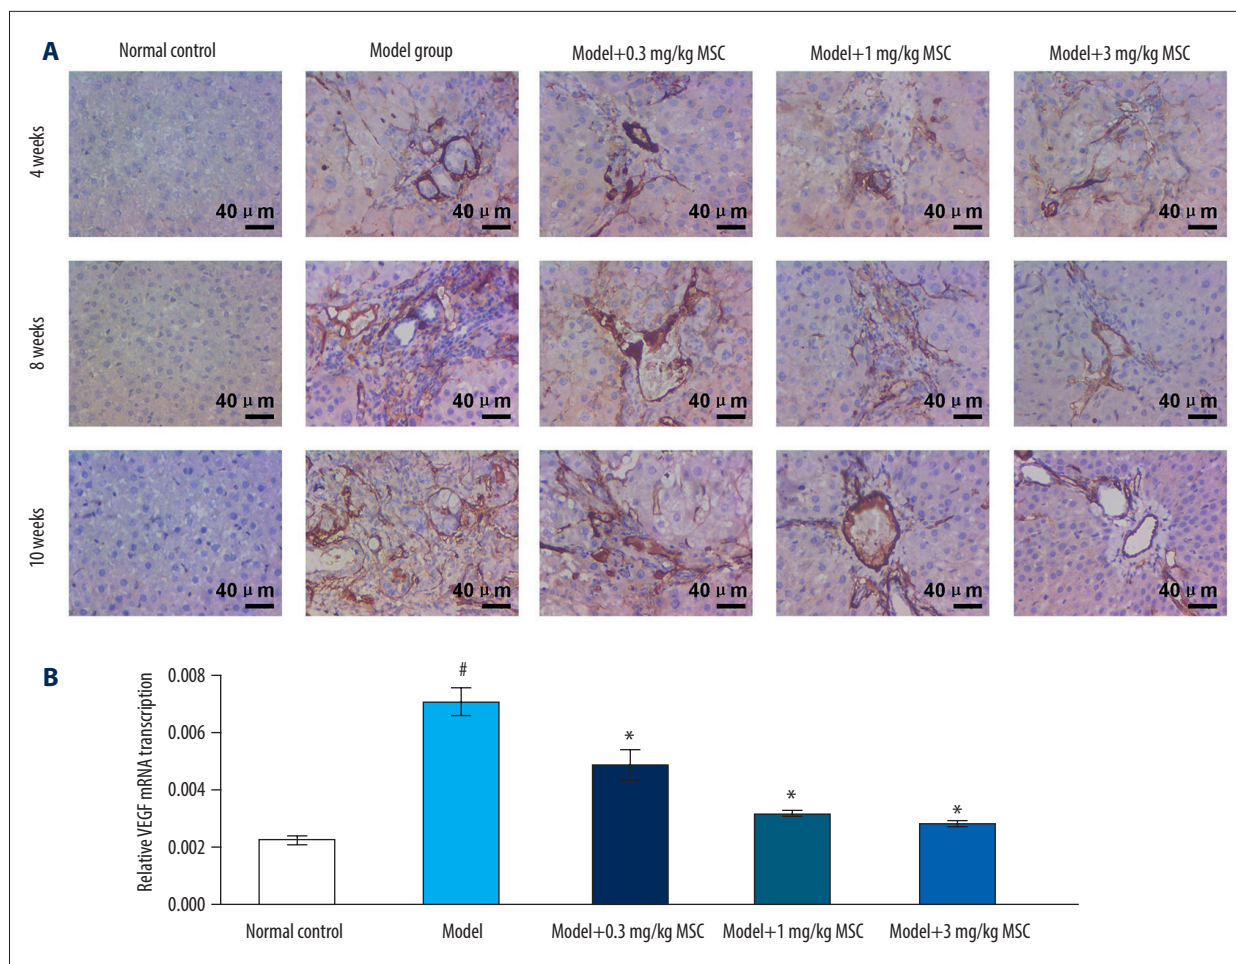 A
Normal control
Model group
Model+0.3 mg/kg MSC
Model+1 mg/kg MSC
Model+3 mg/kg MSC
4 weeks
40 μm
40 μm
40 μm
40 μm
40 μm
8 weeks
40 μm
40 μm
40 μm
40 μm
40 μm
10 weeks
40 μm
40 μm
40 μm
40 μm
40 μm
B
Relative VEGF mRNA transcription
0.008
0.006
0.004
0.002
0.000
#
*
*
*
Normal control
Model
Model+0.3 mg/kg MSC
Model+1 mg/kg MSC
Model+3 mg/kg MSC